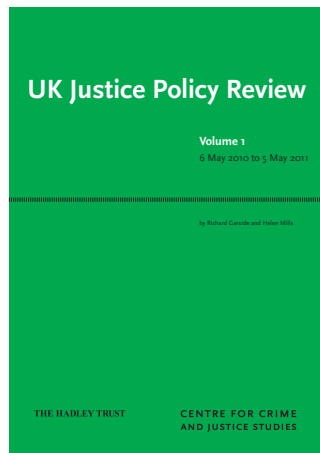 UK Justice Policy Review
Volume 1
6 May 2010 to 5 May 2011
by Richard Garside and Helen Mills
THE HADLEY TRUST
CENTRE FOR CRIME
AND JUSTICE STUDIES